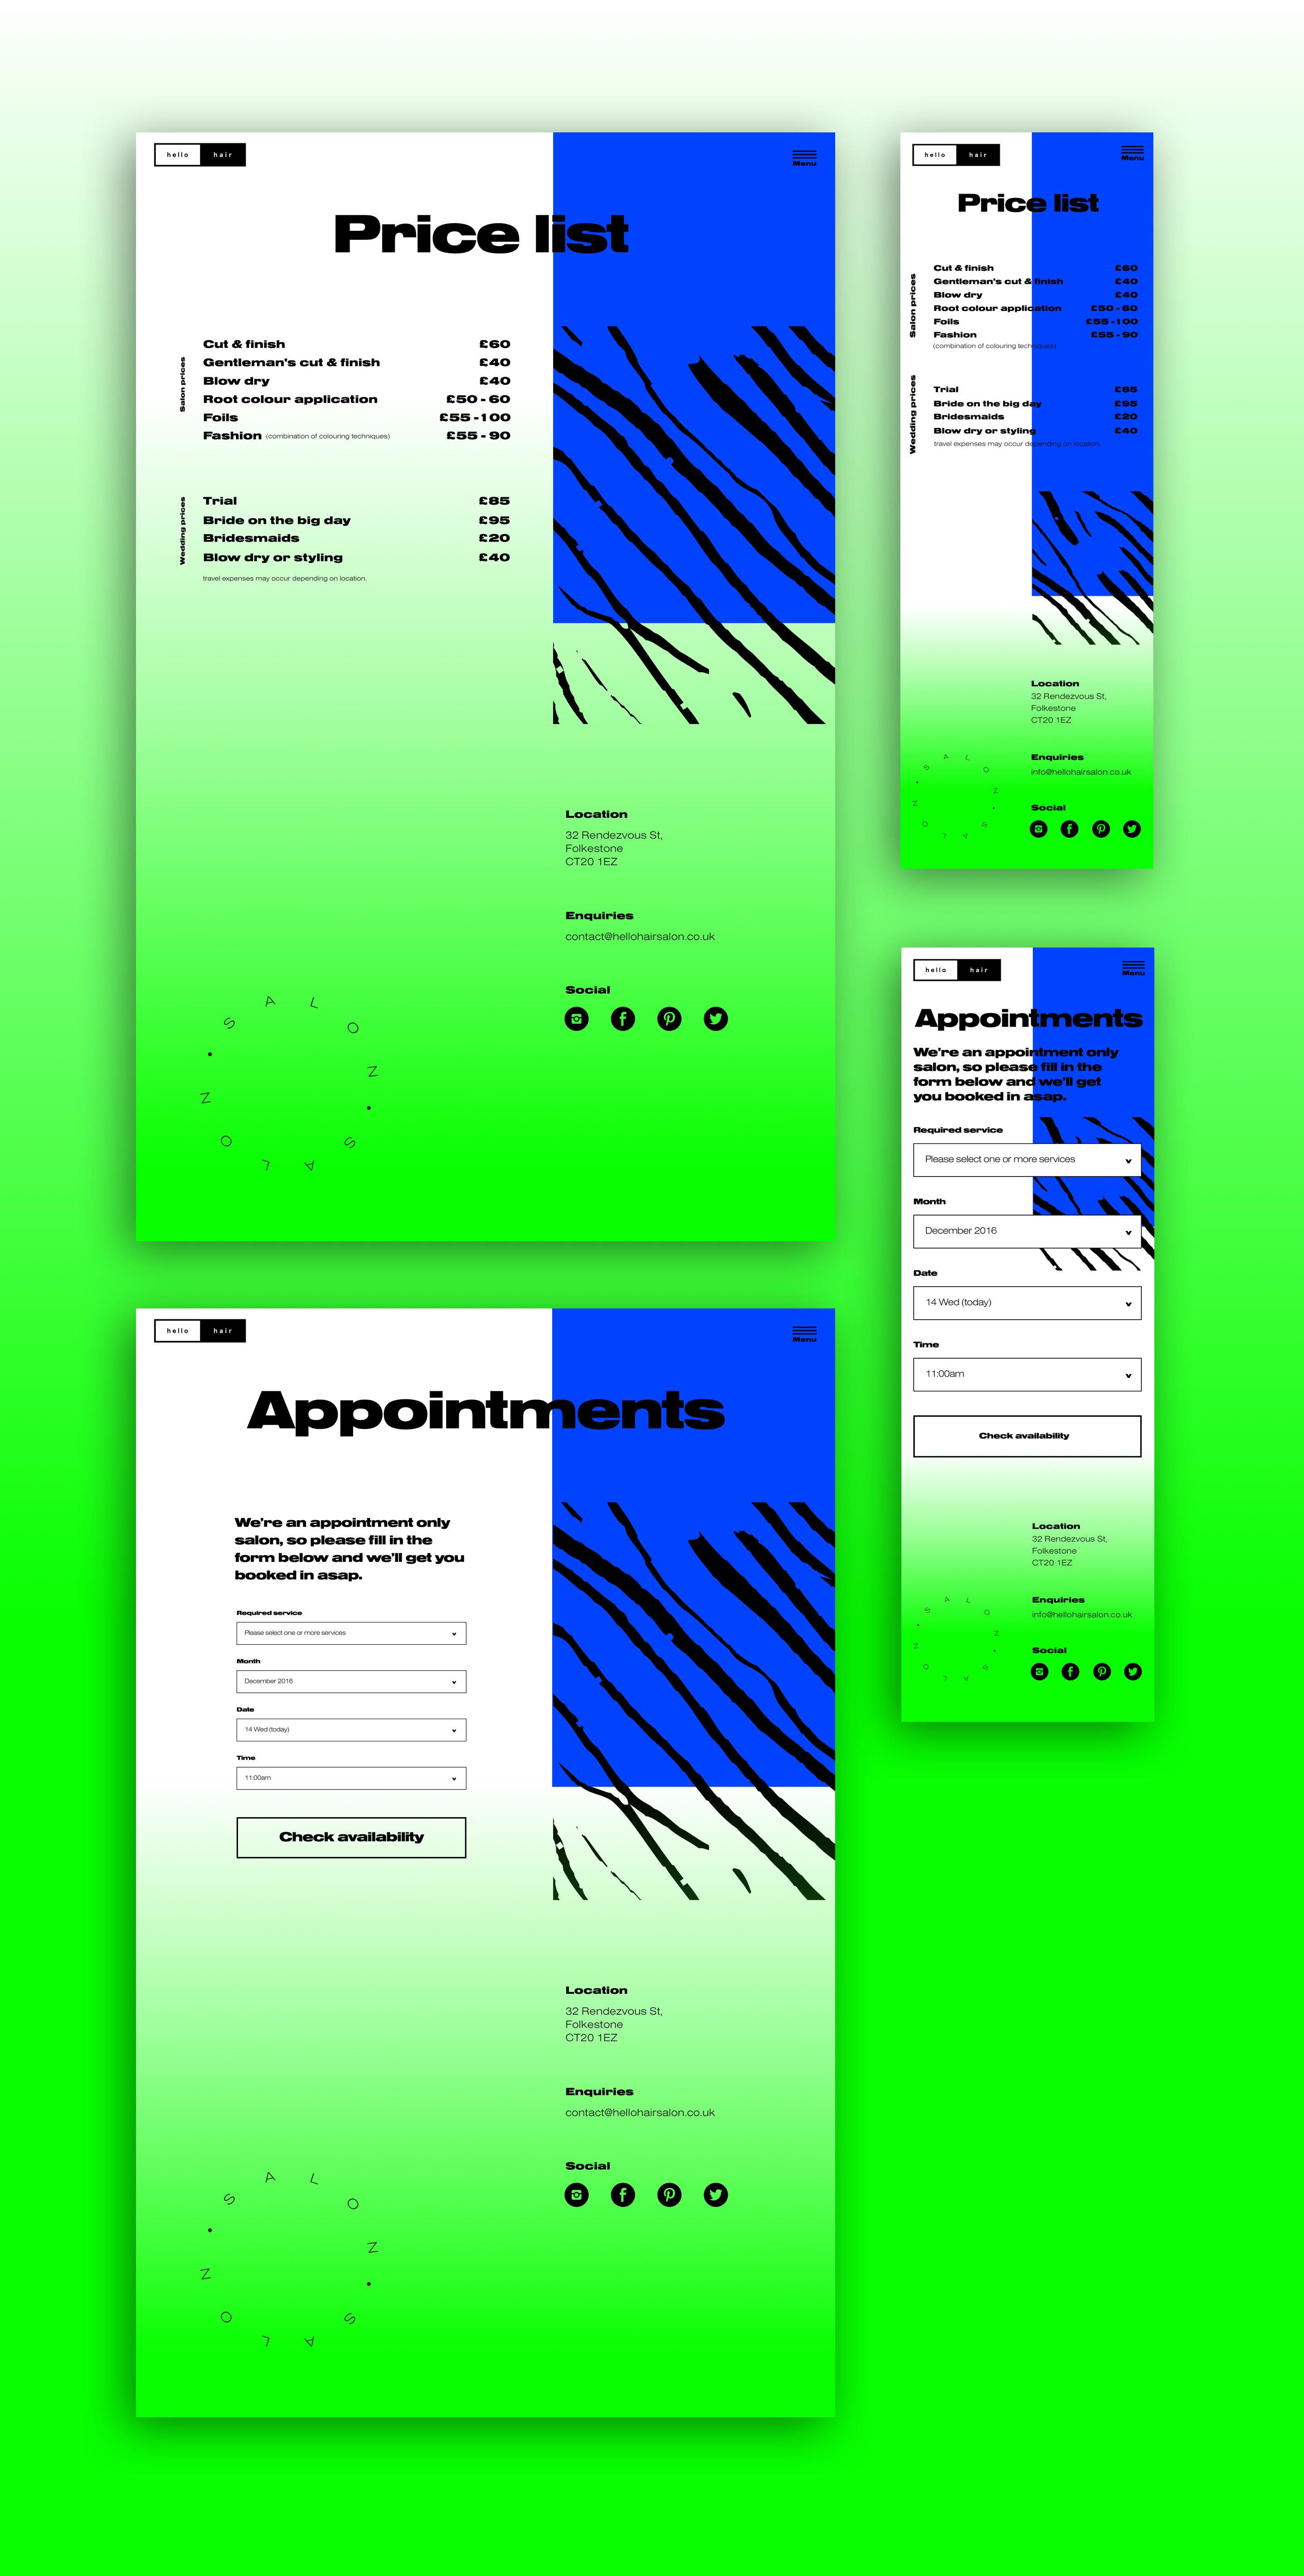 hello hair
Menu
Price list
Salon prices
Cut & finish £60
Gentleman's cut & finish £40
Blow dry £40
Root colour application £50 - 60
Foils £55 -100
Fashion (combination of colouring techniques) £55 - 90
Wedding prices
Trial £85
Bride on the big day £95
Bridesmaids £20
Blow dry or styling £40
travel expenses may occur depending on location.
Location
32 Rendezvous St,
Folkestone
CT20 1EZ
Enquiries
contact@hellohairsalon.co.uk
Social
SALON • SALON •
hello hair
Menu
Price list
Salon prices
Cut & finish £60
Gentleman's cut & finish £40
Blow dry £40
Root colour application £50 - 60
Foils £55 -100
Fashion £55 - 90
(combination of colouring techniques)
Wedding prices
Trial £85
Bride on the big day £95
Bridesmaids £20
Blow dry or styling £40
travel expenses may occur depending on location.
Location
32 Rendezvous St,
Folkestone
CT20 1EZ
Enquiries
info@hellohairsalon.co.uk
Social
SALON • SALON •
hello hair
Menu
Appointments
We're an appointment only
salon, so please fill in the
form below and we'll get
you booked in asap.
Required service
Please select one or more services
Month
December 2016
Date
14 Wed (today)
Time
11:00am
Check availability
Location
32 Rendezvous St,
Folkestone
CT20 1EZ
Enquiries
info@hellohairsalon.co.uk
Social
SALON • SALON •
hello hair
Menu
Appointments
We're an appointment only
salon, so please fill in the
form below and we'll get you
booked in asap.
Required service
Please select one or more services
Month
December 2016
Date
14 Wed (today)
Time
11:00am
Check availability
Location
32 Rendezvous St,
Folkestone
CT20 1EZ
Enquiries
contact@hellohairsalon.co.uk
Social
SALON • SALON •